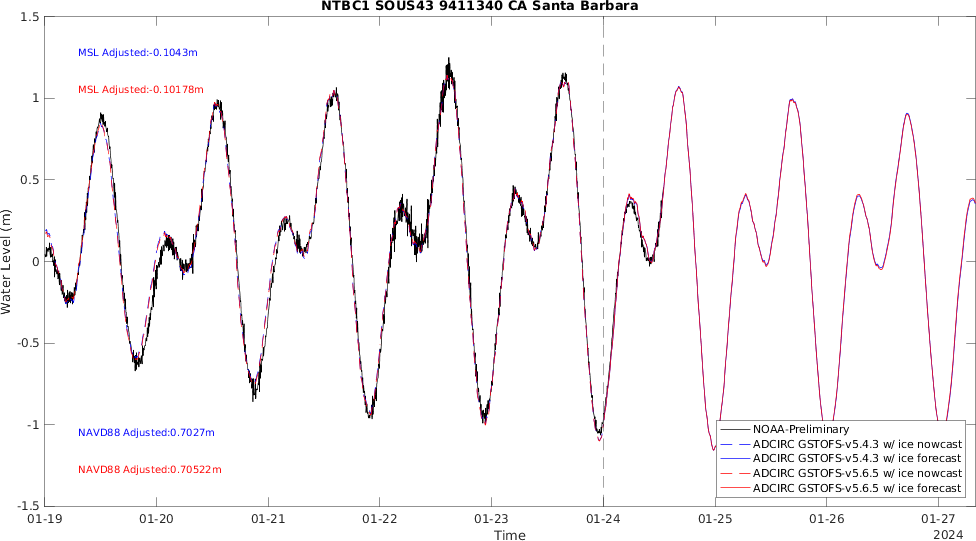 NTBC1 SOUS43 9411340 CA Santa Barbara
1.5
1
0.5
0
-0.5
-1
-1.5
Water Level (m)
MSL Adjusted:-0.1043m
MSL Adjusted:-0.10178m
NAVD88 Adjusted:0.7027m
NAVD88 Adjusted:0.70522m
NOAA-Preliminary
ADCIRC GSTOFS-v5.4.3 w/ ice nowcast
ADCIRC GSTOFS-v5.4.3 w/ ice forecast
ADCIRC GSTOFS-v5.6.5 w/ ice nowcast
ADCIRC GSTOFS-v5.6.5 w/ ice forecast
01-19 01-20 01-21 01-22 01-23 01-24 01-25 01-26 01-27
Time
2024